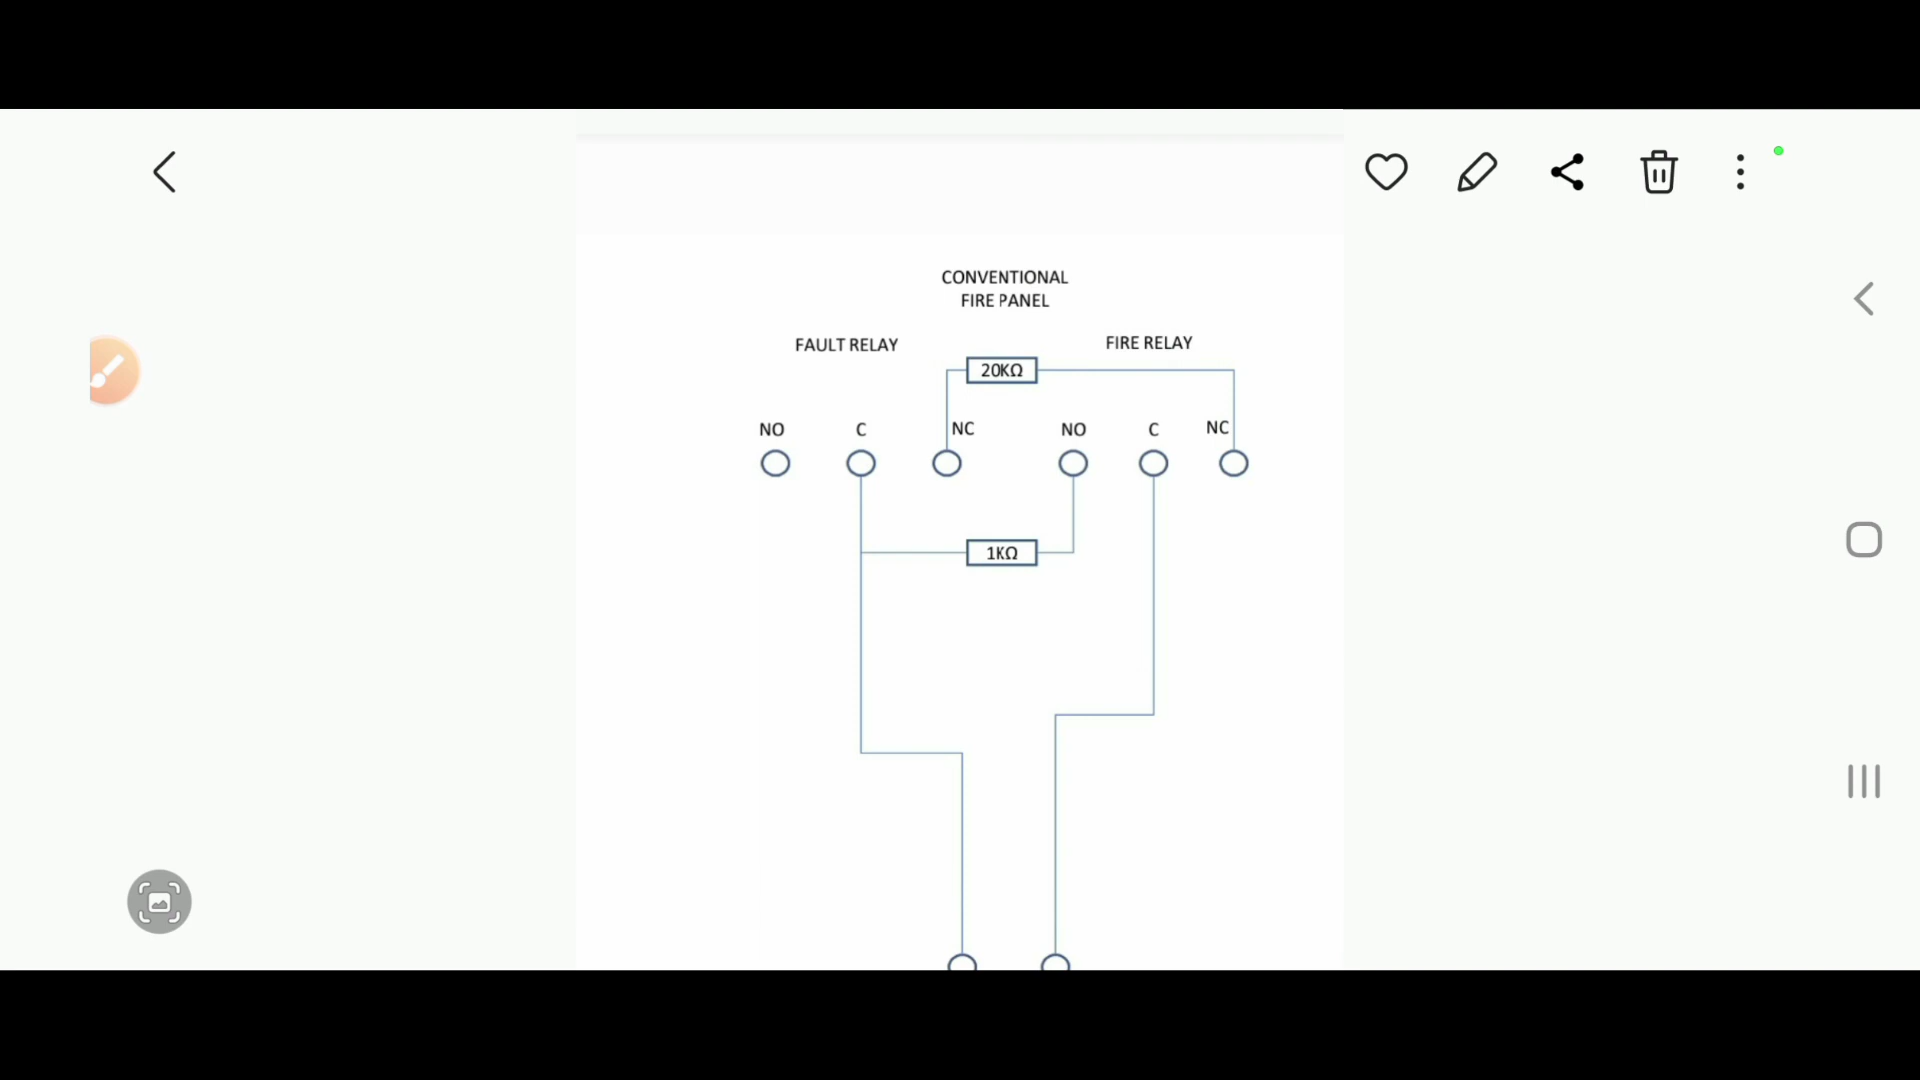 CONVENTIONAL
FIRE PANEL
FAULT RELAY
FIRE RELAY
20KΩ
NO
C
NC
NO
C
NC
1KΩ